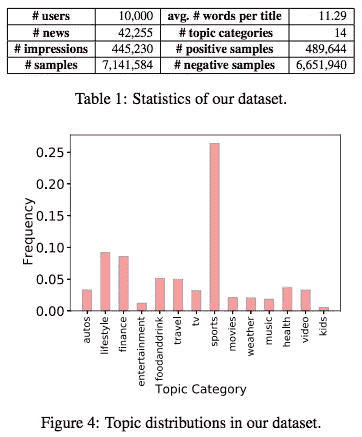 # users 10,000 avg. # words per title 11.29
# news 42,255 # topic categories 14
# impressions 445,230 # positive samples 489,644
# samples 7,141,584 # negative samples 6,651,940
Table 1: Statistics of our dataset.
0.25
0.20
0.15
0.10
0.05
0.00
Frequency
autos
lifestyle
finance
entertainment
foodanddrink
travel
tv
sports
movies
weather
music
health
video
kids
Topic Category
Figure 4: Topic distributions in our dataset.